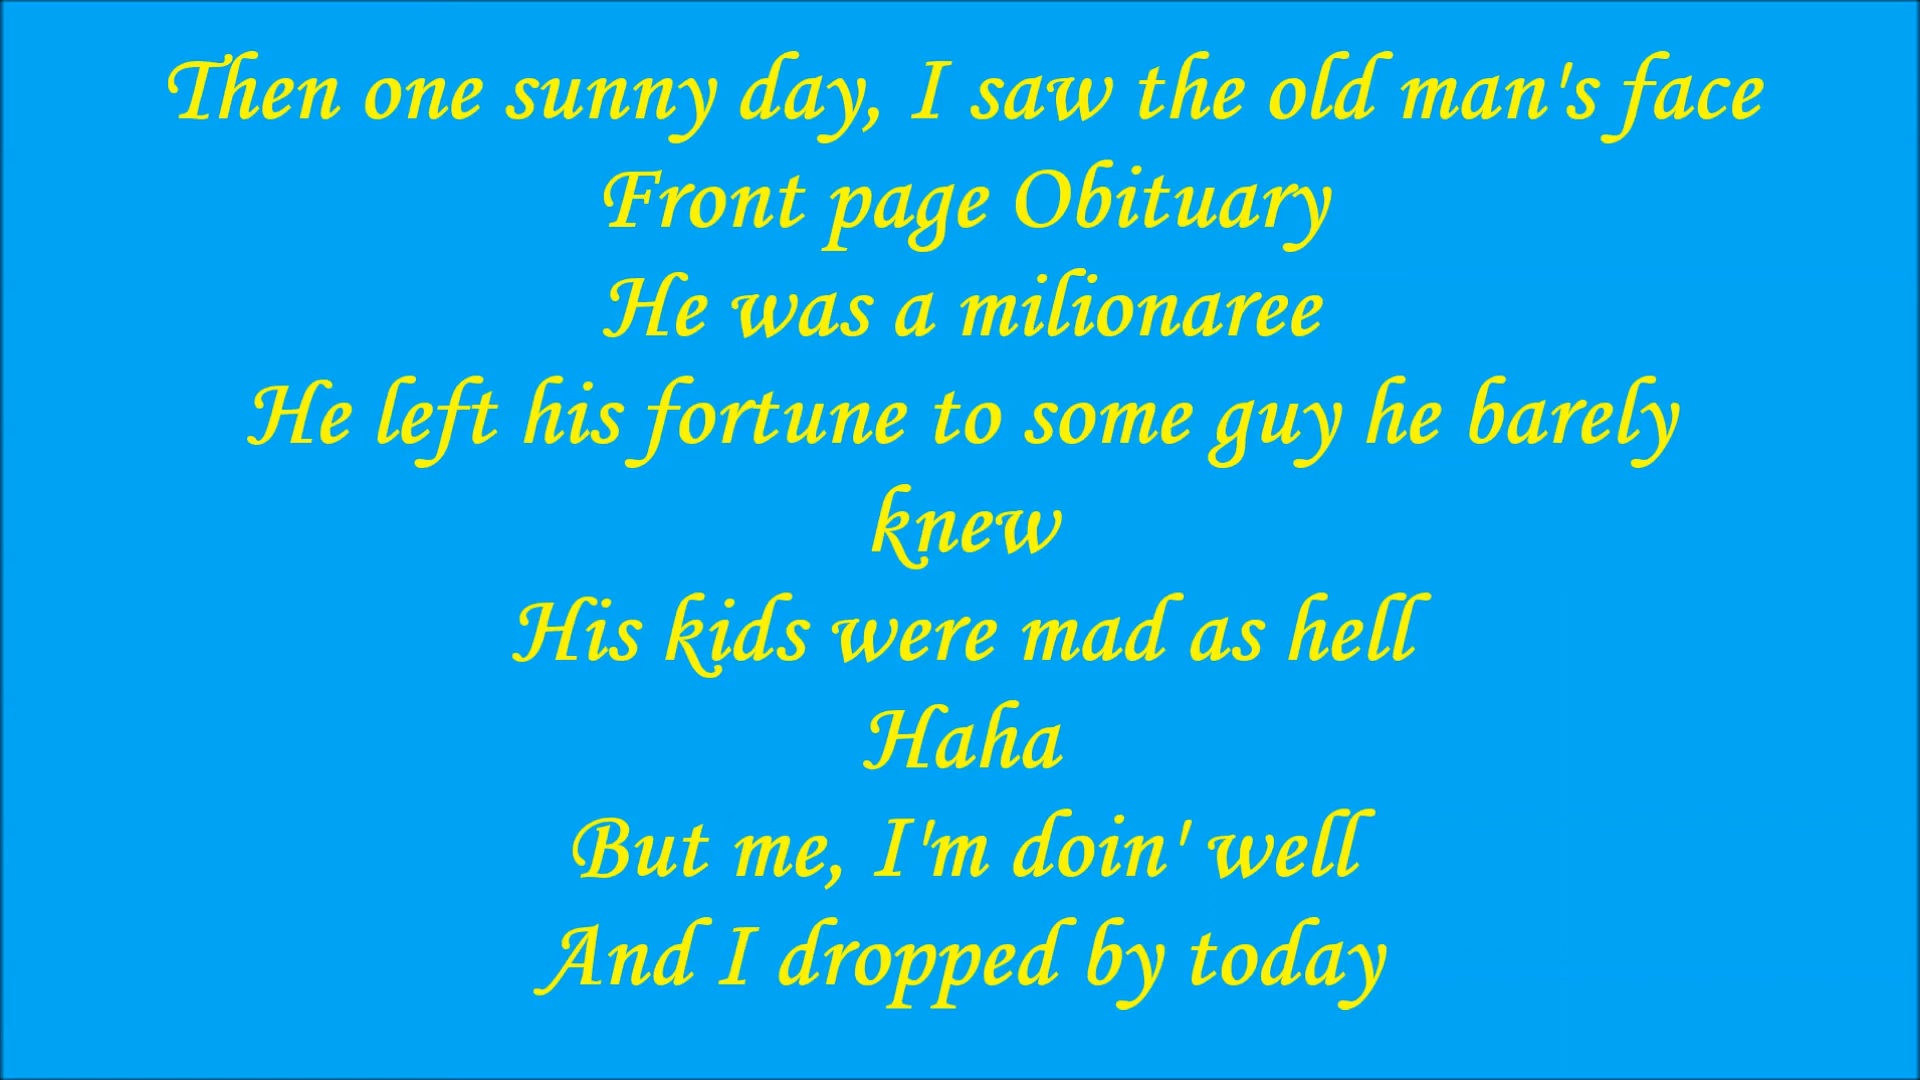 Then one sunny day, I saw the old man's face
Front page Obituary
He was a milionaree
He left his fortune to some guy he barely
knew
His kids were mad as hell
Haha
But me, I'm doin' well
And I dropped by today